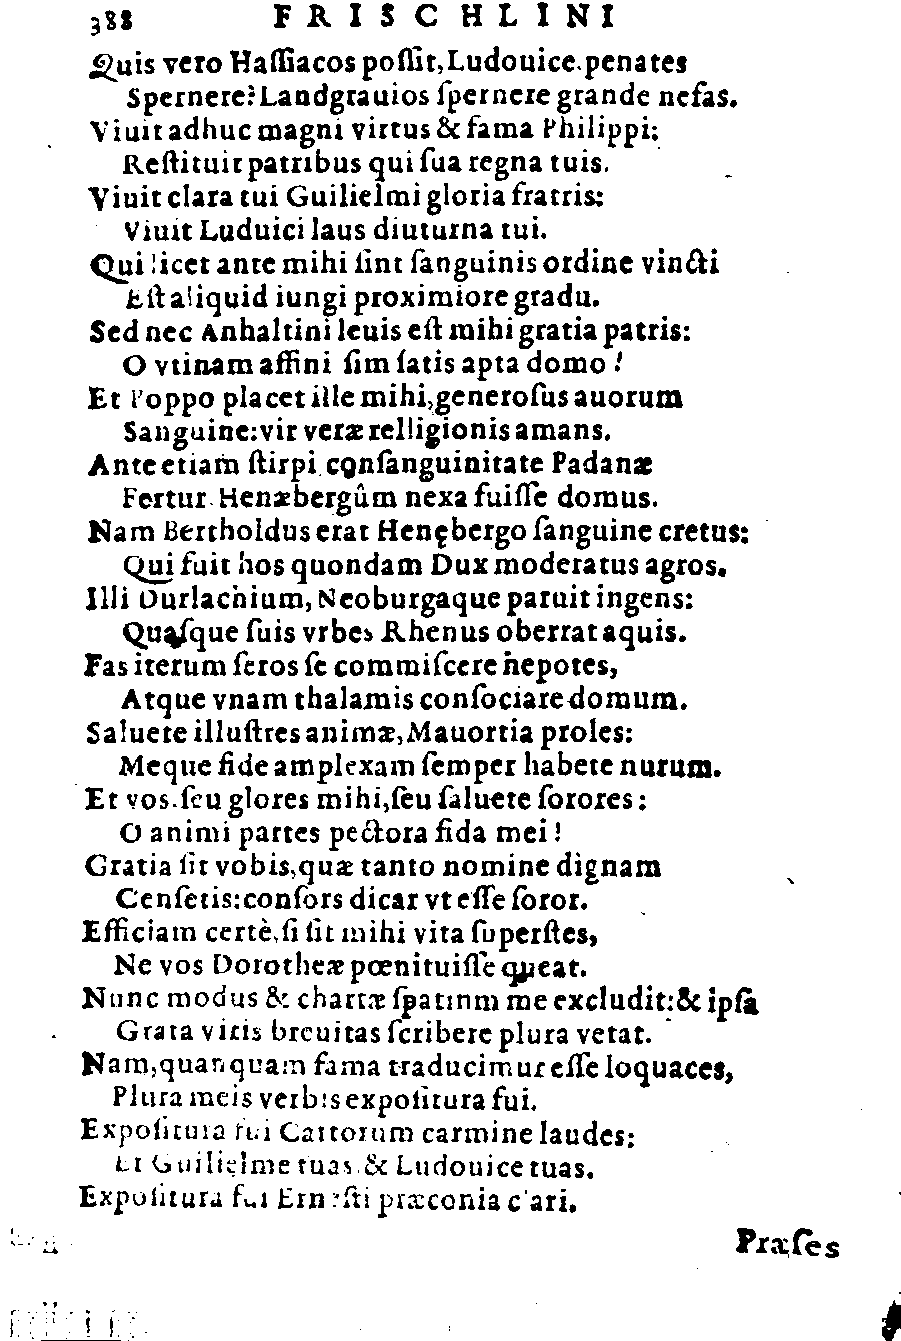 388 FRISCHLINI
Quis vero Haſſiacos poſſit, Ludouice. penates
Spernere? Landgrauios ſpernere grande nefas.
Viuit adhuc magni virtus & fama Philippi:
Reſtituit patribus qui ſua regna tuis.
Viuit clara tui Guilielmi gloria fratris:
Viuit Luduici laus diuturna tui.
Qui licet ante mihi ſint ſanguinis ordine vincti
Eſt aliquid iungi proximiore gradu.
Sed nec Anhaltini leuis eſt mihi gratia patris:
O vtinam affini ſim ſatis apta domo!
Et Poppo placet ille mihi, generoſus auorum
Sanguine: vir veræ relligionis amans.
Ante etiam ſtirpi conſanguinitate Padanæ
Fertur Henæbergûm nexa fuiſſe domus.
Nam Bertholdus erat Henębergo ſanguine cretus:
Qui fuit hos quondam Dux moderatus agros.
Illi Durlachium, Neoburgaque paruit ingens:
Quaſque ſuis vrbes Rhenus oberrat aquis.
Fas iterum ſeros ſe commiſcere nepotes,
Atque vnam thalamis conſociare domum.
Saluete illuſtres animæ, Mauortia proles:
Meque fide amplexam ſemper habete nurum.
Et vos. ſeu glores mihi, ſeu ſaluete ſorores:
O animi partes pectora fida mei!
Gratia ſit vobis, quæ tanto nomine dignam
Cenſetis: conſors dicar vt eſſe ſoror.
Efficiam certè, ſi ſit mihi vita ſuperſtes,
Ne vos Dorotheæ pœnituiſſe queat.
Nunc modus & chartæ ſpatium me excludit: & ipſa
Grata viris breuitas ſcribere plura vetat.
Nam, quanquam fama traducimur eſſe loquaces,
Plura meis verbis expoſitura fui.
Expoſitura fui Cattorum carmine laudes:
Et Guilielme tuas & Ludouice tuas.
Expoſitura fui Erneſti præconia clari.
Præſes